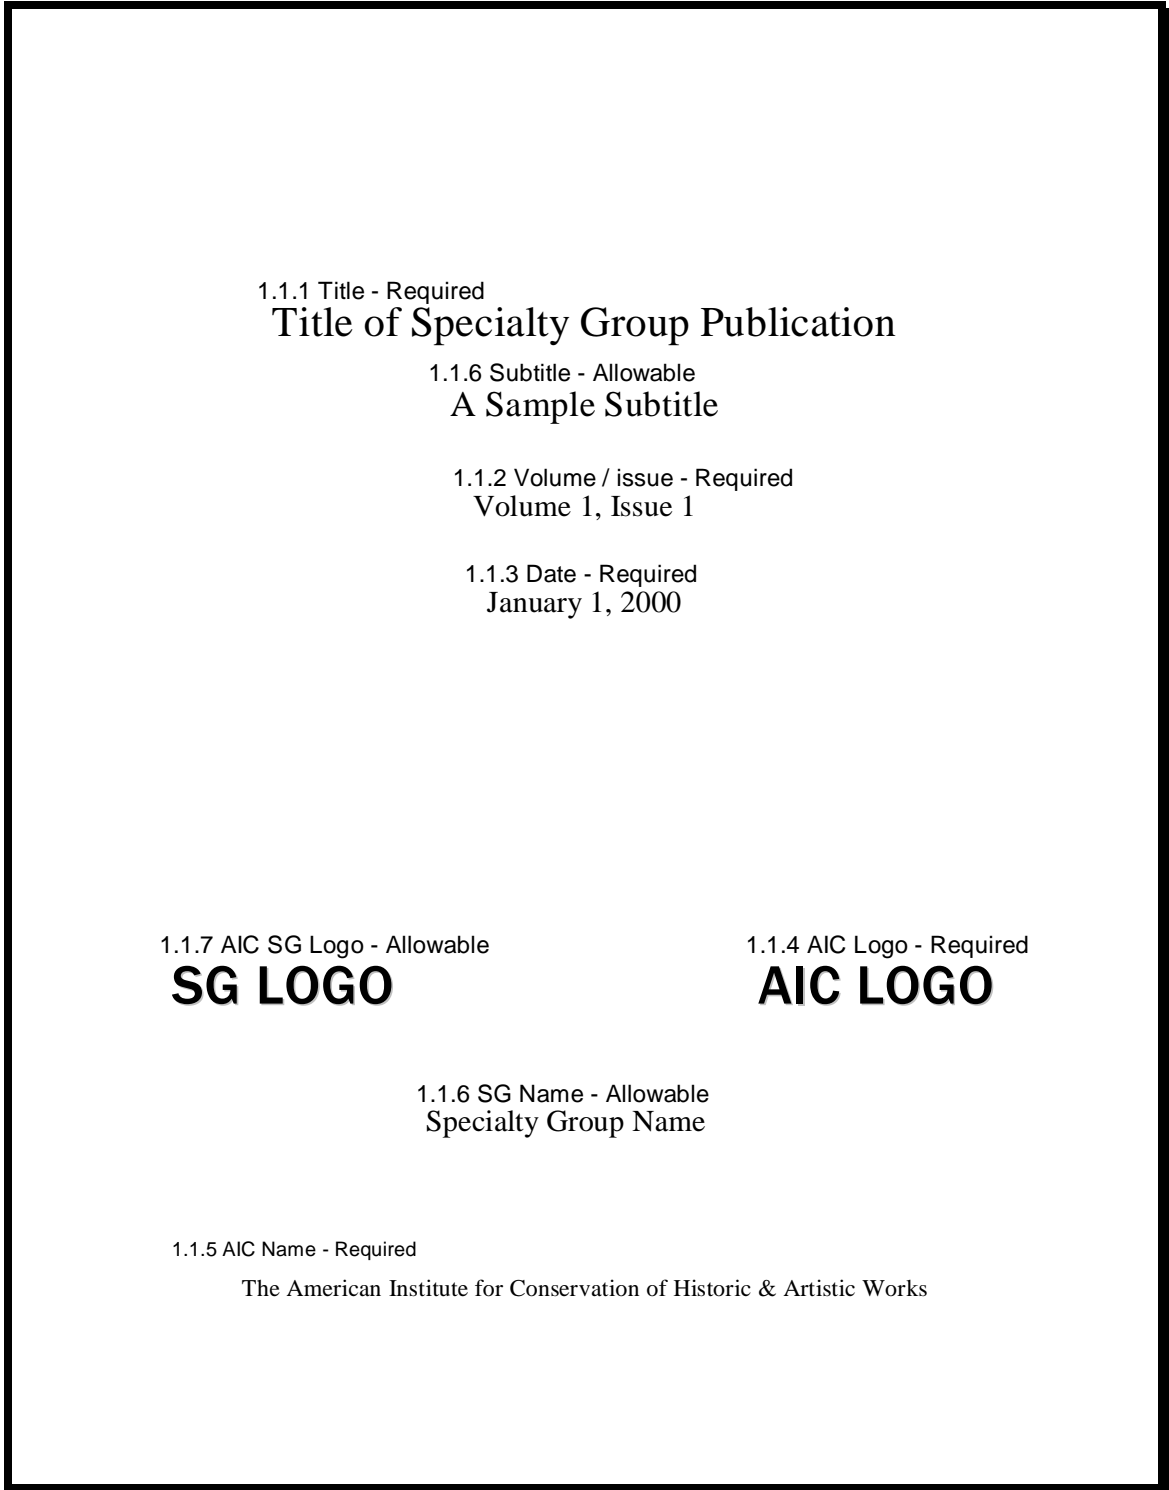 1.1.1 Title - Required
Title of Specialty Group Publication
1.1.6 Subtitle - Allowable
A Sample Subtitle
1.1.2 Volume / issue - Required
Volume 1, Issue 1
1.1.3 Date - Required
January 1, 2000
1.1.7 AIC SG Logo - Allowable
SG LOGO
1.1.4 AIC Logo - Required
AIC LOGO
1.1.6 SG Name - Allowable
Specialty Group Name
1.1.5 AIC Name - Required
The American Institute for Conservation of Historic & Artistic Works